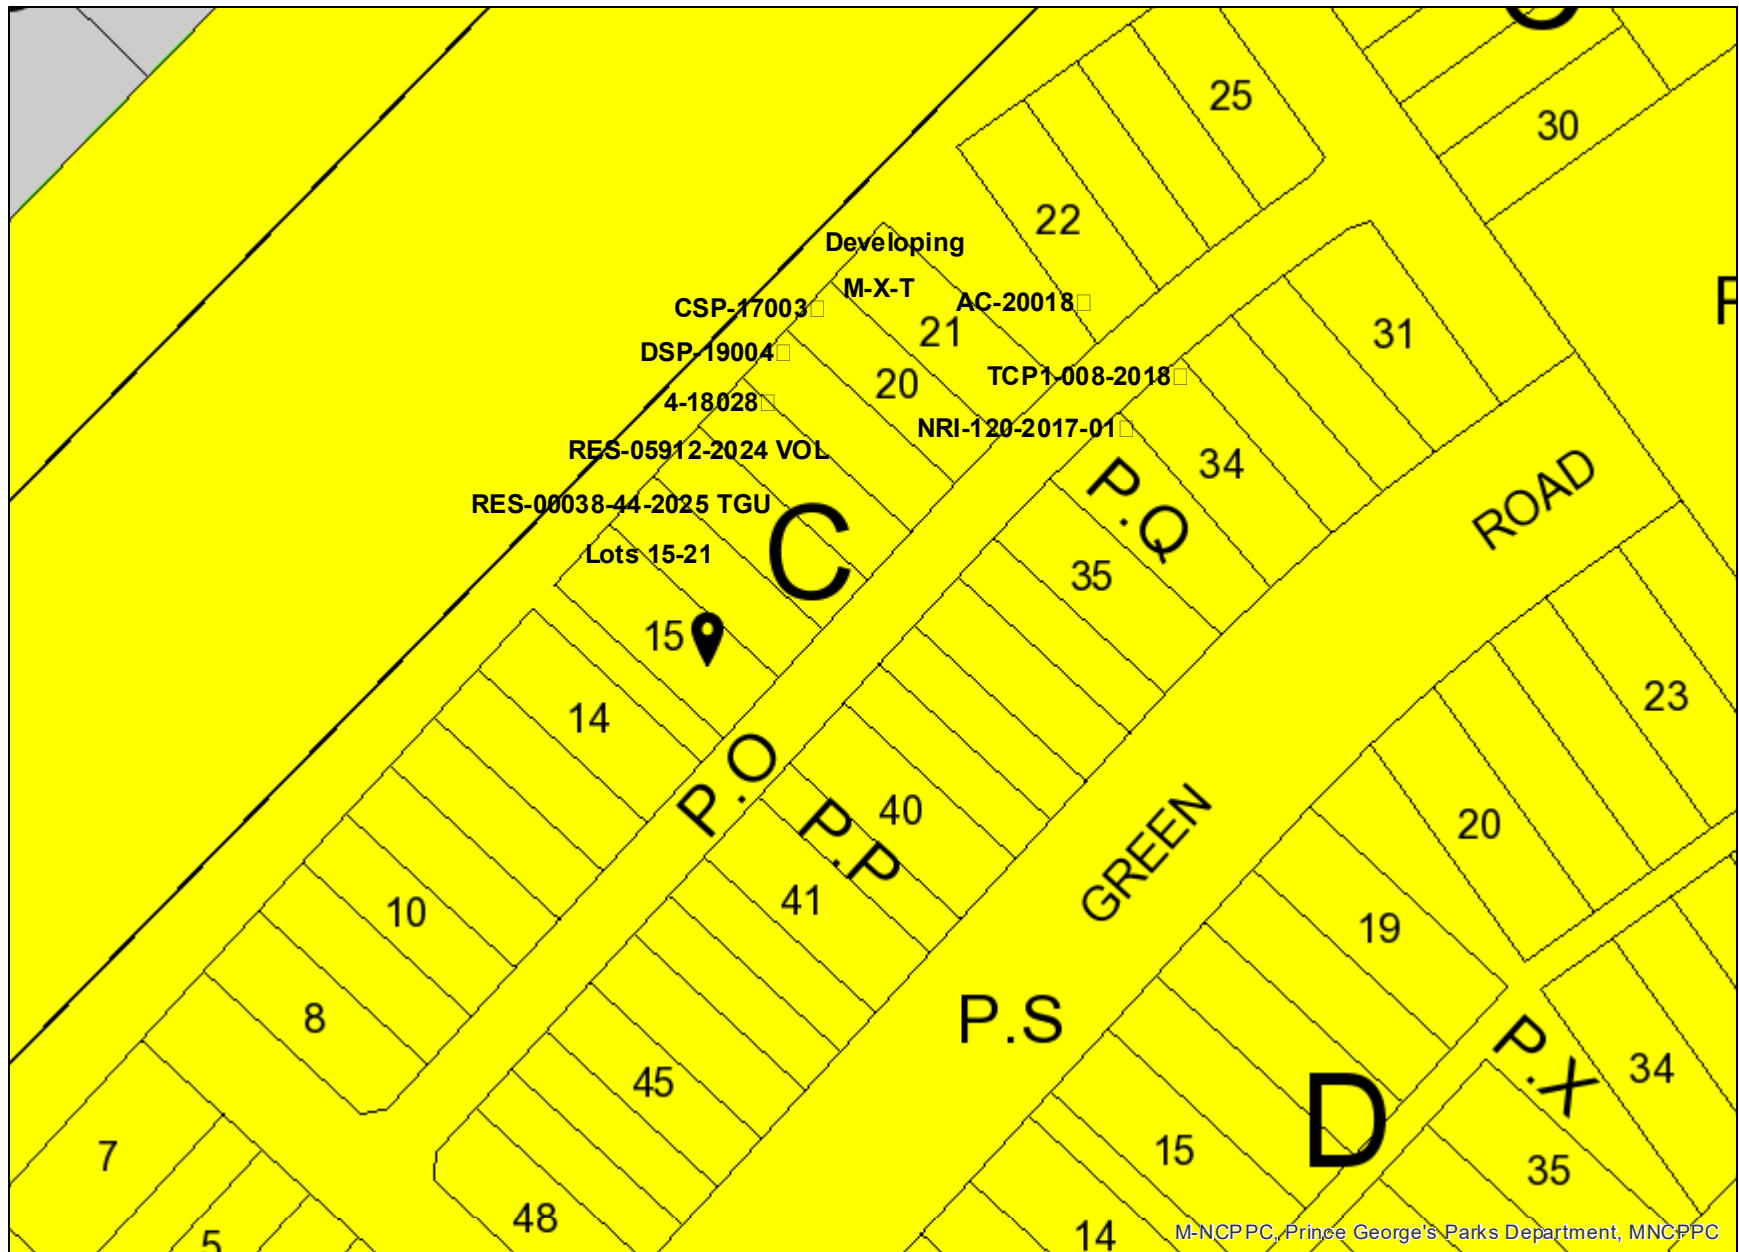 25
30
22
Developing
M-X-T
CSP-17003
AC-20018
21
31
DSP-19004
20
TCP1-008-2018
4-18028
NRI-120-2017-01
RES-05912-2024 VOL
34
P.Q
ROAD
RES-00038-44-2025 TGU
C
Lots 15-21
35
15
14
23
P.O
40
P.P
GREEN
20
41
10
19
8
P.S
45
P.X
34
D
7
15
35
48
14
5
M-NCPPC, Prince George's Parks Department, MNCPPC